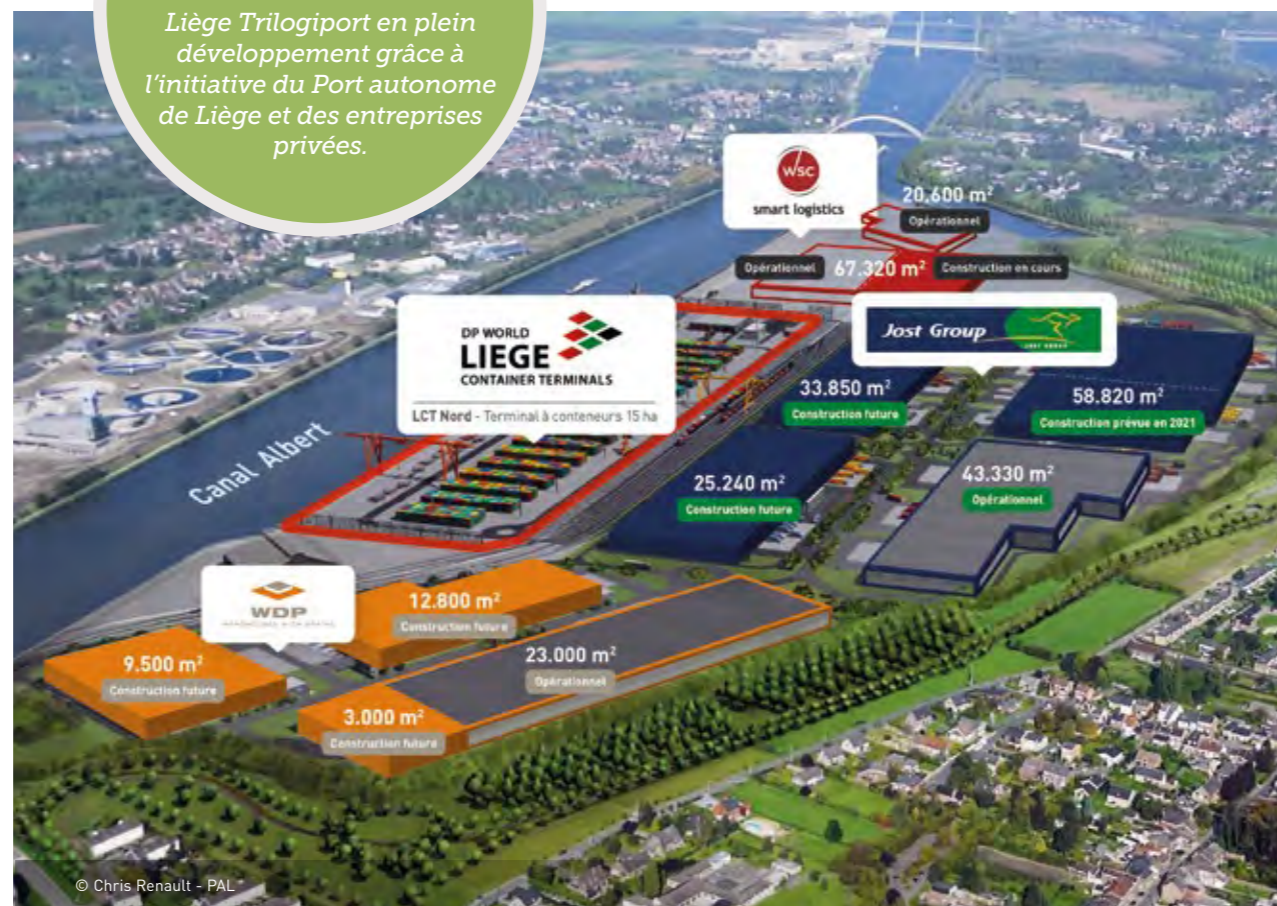 Liège Trilogiport en plein
développement grâce à
l’initiative du Port autonome
de Liège et des entreprises
privées.
WSC
smart logistics
20.600 m²
Opérationnel
Opérationnel
67.320 m²
Construction en cours
DP WORLD
LIEGE
CONTAINER TERMINALS
LCT Nord - Terminal à conteneurs 15 ha
Jost Group
33.850 m²
Construction future
58.820 m²
Construction prévue en 2021
Canal Albert
25.240 m²
Construction future
43.330 m²
Opérationnel
WDP
12.800 m²
Construction future
9.500 m²
Construction future
23.000 m²
Opérationnel
3.000 m²
Construction future
© Chris Renault - PAL